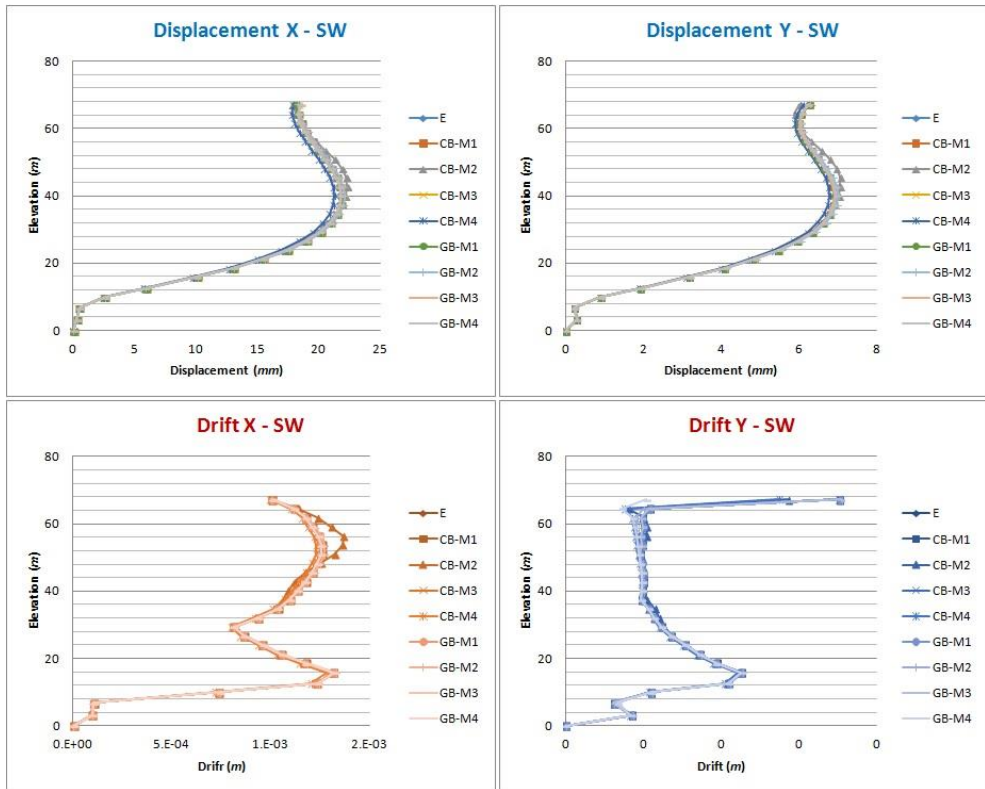 Displacement X - SW
80
60
40
20
0
Elevation (m)
0 5 10 15 20 25
Displacement (mm)
E
CB-M1
CB-M2
CB-M3
CB-M4
GB-M1
GB-M2
GB-M3
GB-M4
Displacement Y - SW
80
60
40
20
0
Elevation (m)
0 2 4 6 8
Displacement (mm)
E
CB-M1
CB-M2
CB-M3
CB-M4
GB-M1
GB-M2
GB-M3
GB-M4
Drift X - SW
80
60
40
20
0
Elevation (m)
0.E+00 5.E-04 1.E-03 2.E-03
Drifr (m)
E
CB-M1
CB-M2
CB-M3
CB-M4
GB-M1
GB-M2
GB-M3
GB-M4
Drift Y - SW
80
60
40
20
0
Elevation (m)
0 0 0 0 0
Drift (m)
E
CB-M1
CB-M2
CB-M3
CB-M4
GB-M1
GB-M2
GB-M3
GB-M4